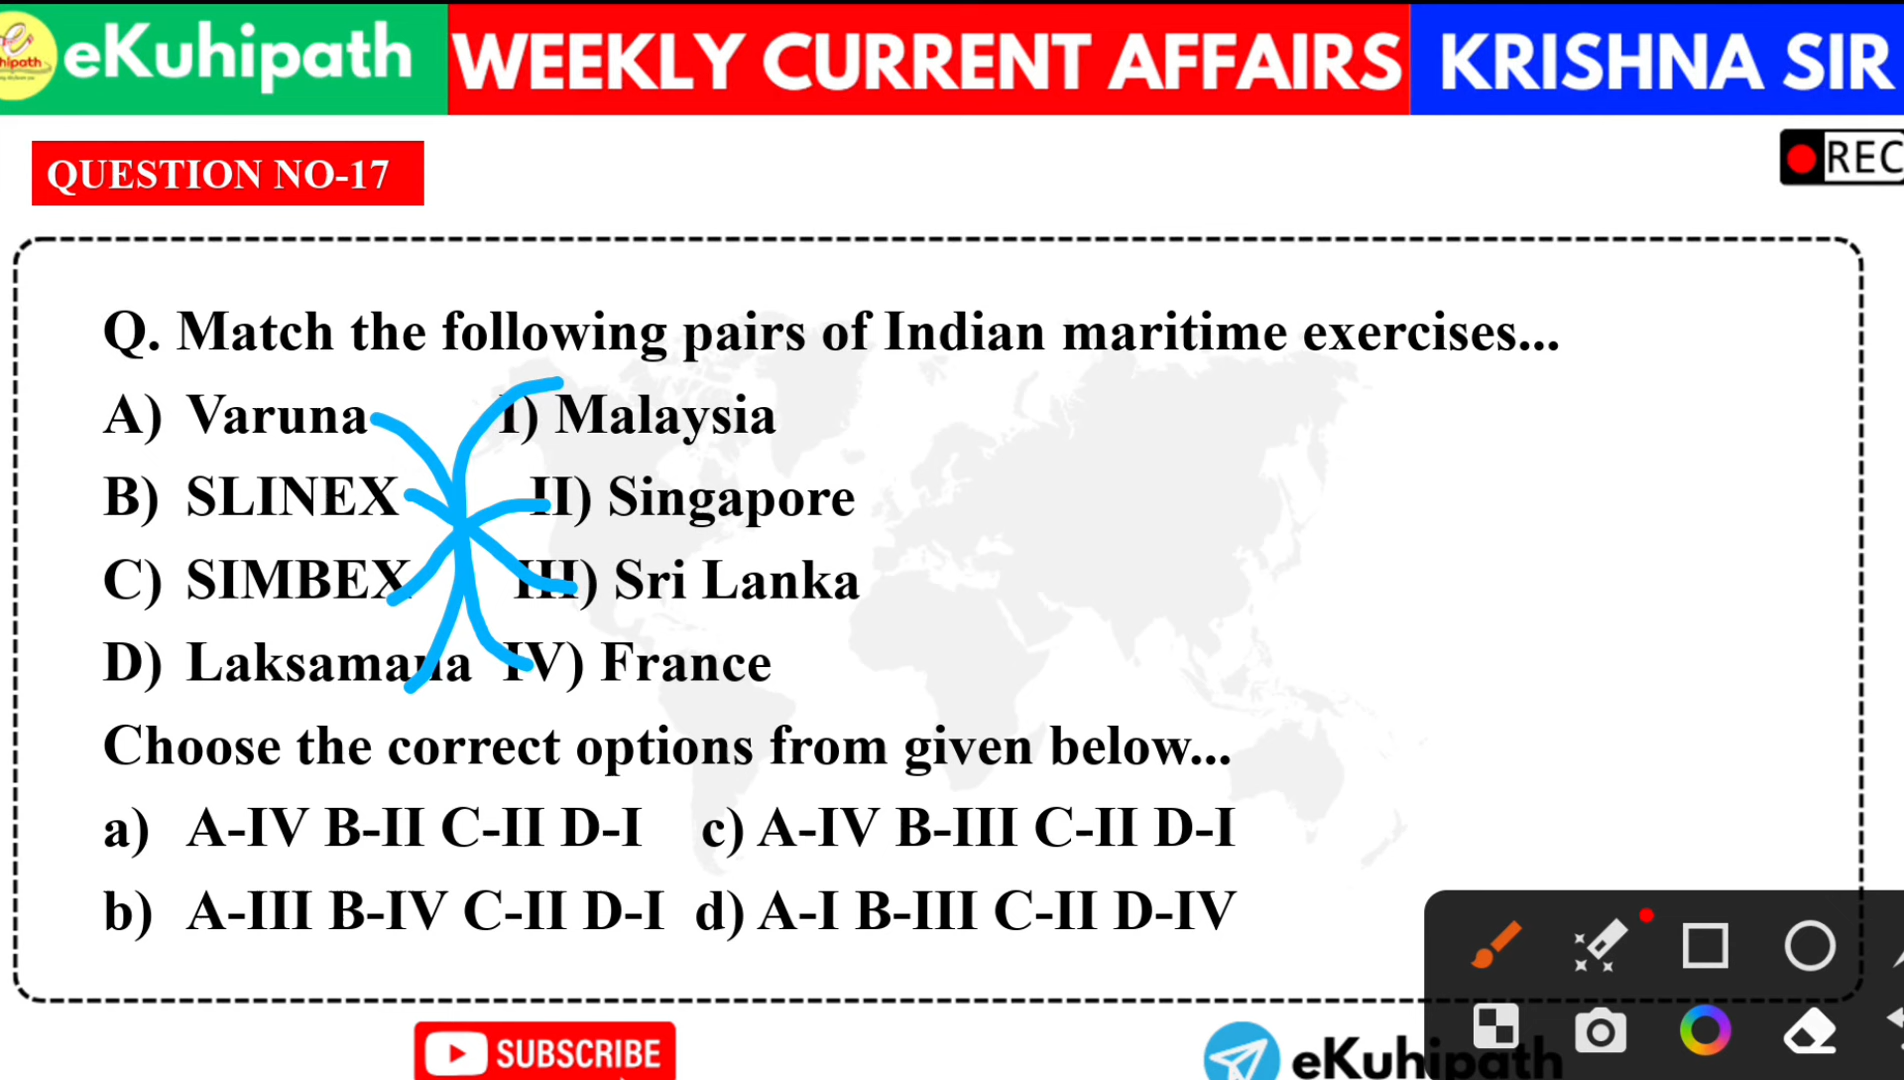 eKuhipath WEEKLY CURRENT AFFAIRS KRISHNA SIR
hipath
QUESTION NO-17
REC
Q. Match the following pairs of Indian maritime exercises...
A) Varuna I) Malaysia
B) SLINEX II) Singapore
C) SIMBEX III) Sri Lanka
D) Laksamana IV) France
Choose the correct options from given below...
a) A-IV B-II C-II D-I c) A-IV B-III C-II D-I
b) A-III B-IV C-II D-I d) A-I B-III C-II D-IV
SUBSCRIBE eKuhipath